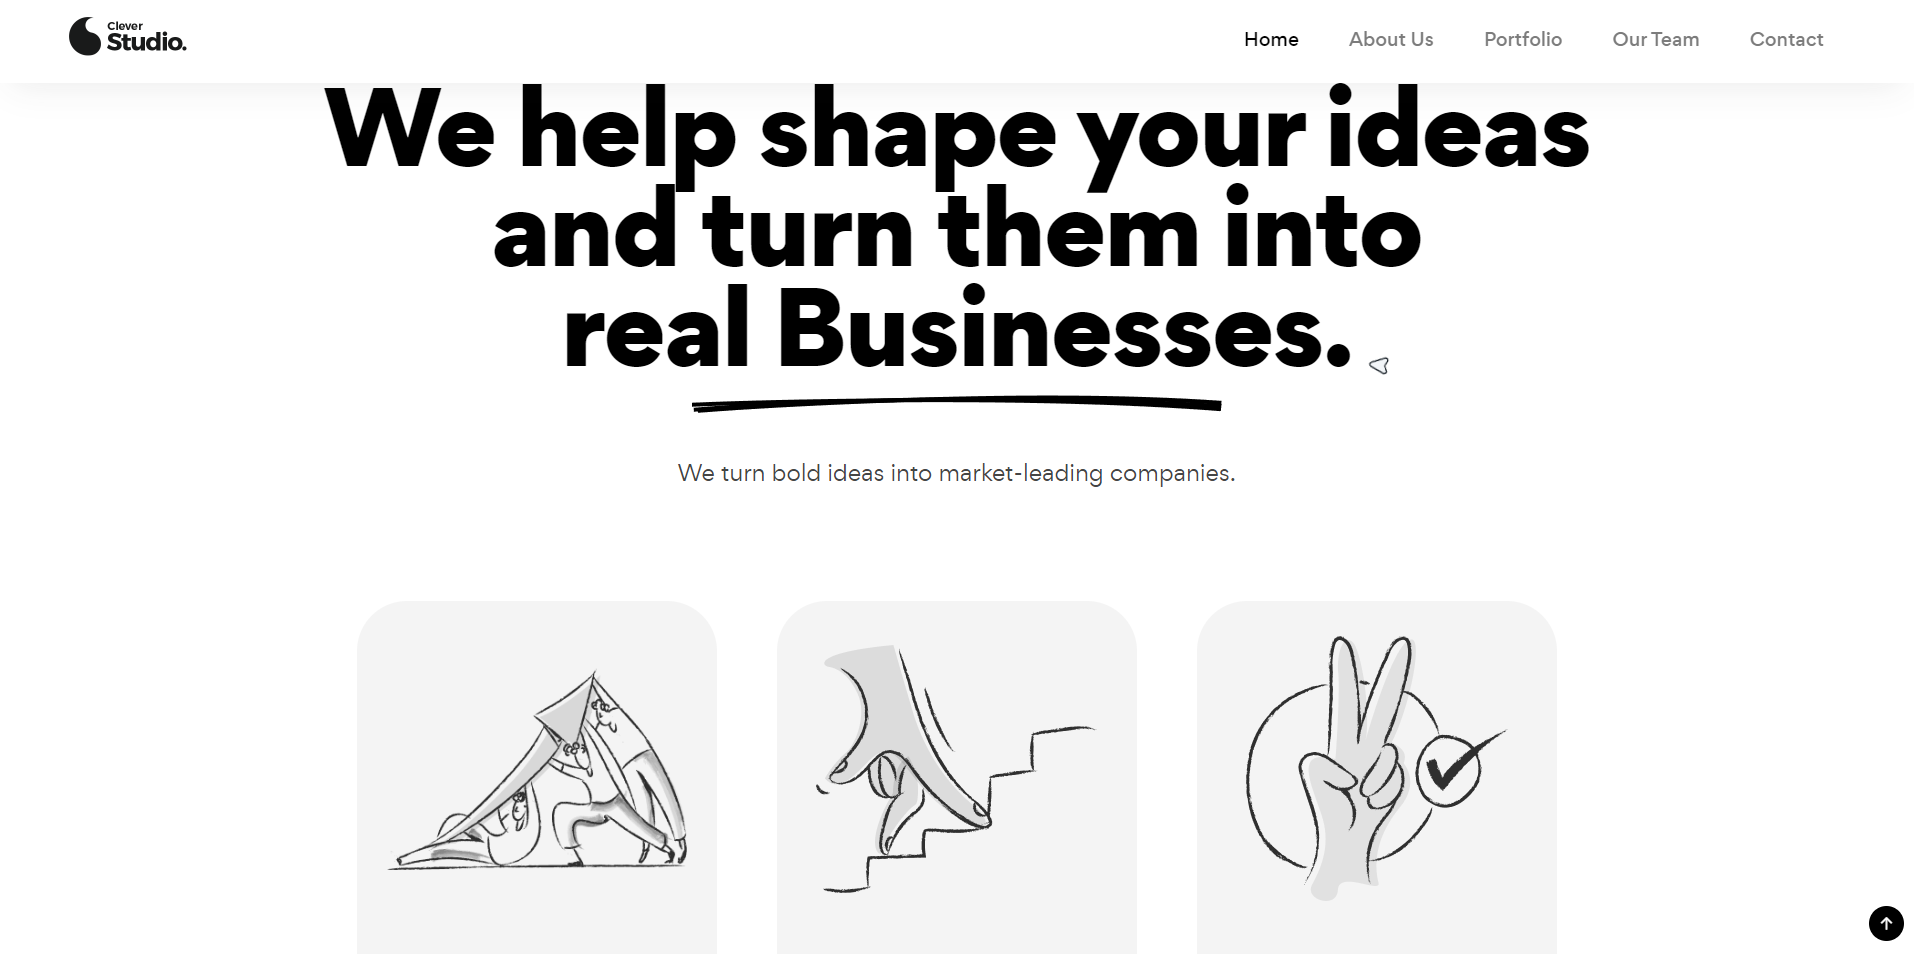 Clever
Studio.
Home About Us Portfolio Our Team Contact
We help shape your ideas
and turn them into
real Businesses.
We turn bold ideas into market-leading companies.